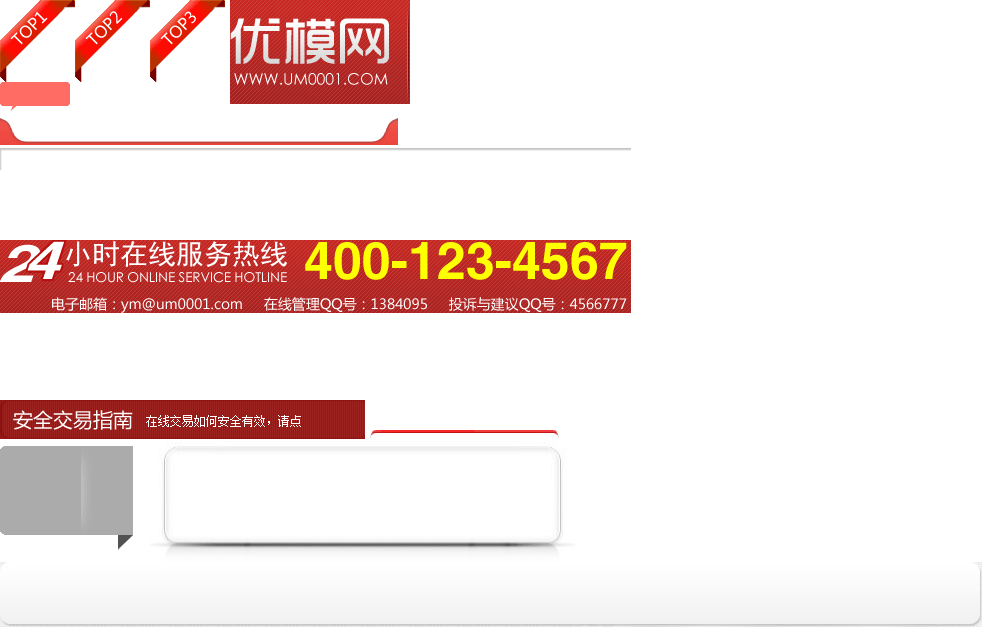 TOP1
TOP2
TOP3
优模网
WWW.UM0001.COM
24小时在线服务热线 400-123-4567
24 HOUR ONLINE SERVICE HOTLINE
电子邮箱：ym@um0001.com 在线管理QQ号：1384095 投诉与建议QQ号：4566777
安全交易指南 在线交易如何安全有效，请点